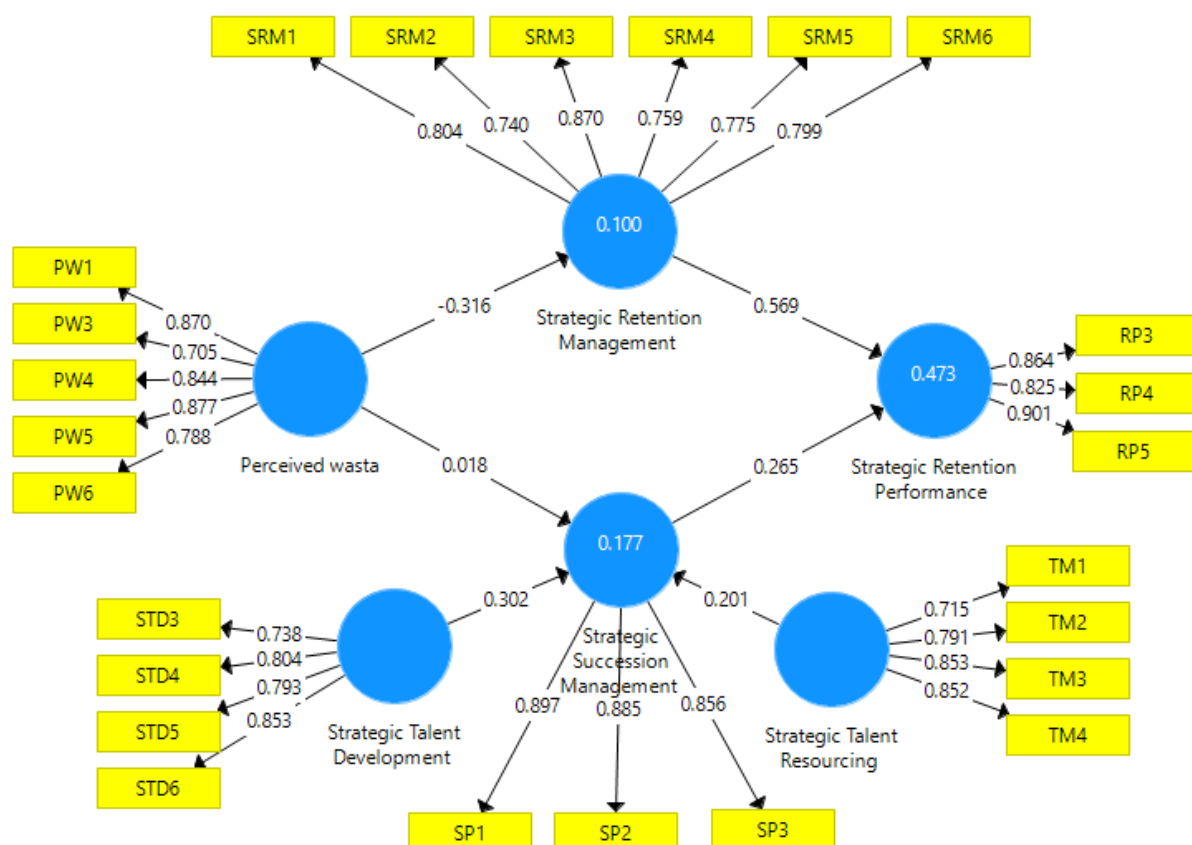 SRM1 SRM2 SRM3 SRM4 SRM5 SRM6
0.804 0.740 0.870 0.759 0.775 0.799
0.100
Strategic Retention
Management
-0.316
0.569
PW1
PW3
PW4
PW5
PW6
0.870
0.705
0.844
0.877
0.788
Perceived wasta
0.473
Strategic Retention
Performance
0.864
0.825
0.901
RP3
RP4
RP5
0.018
0.265
0.177
Strategic
Succession
Management
0.302
0.201
STD3
STD4
STD5
STD6
0.738
0.804
0.793
0.853
Strategic Talent
Development
0.897 0.885 0.856
SP1 SP2 SP3
Strategic Talent
Resourcing
0.715
0.791
0.853
0.852
TM1
TM2
TM3
TM4